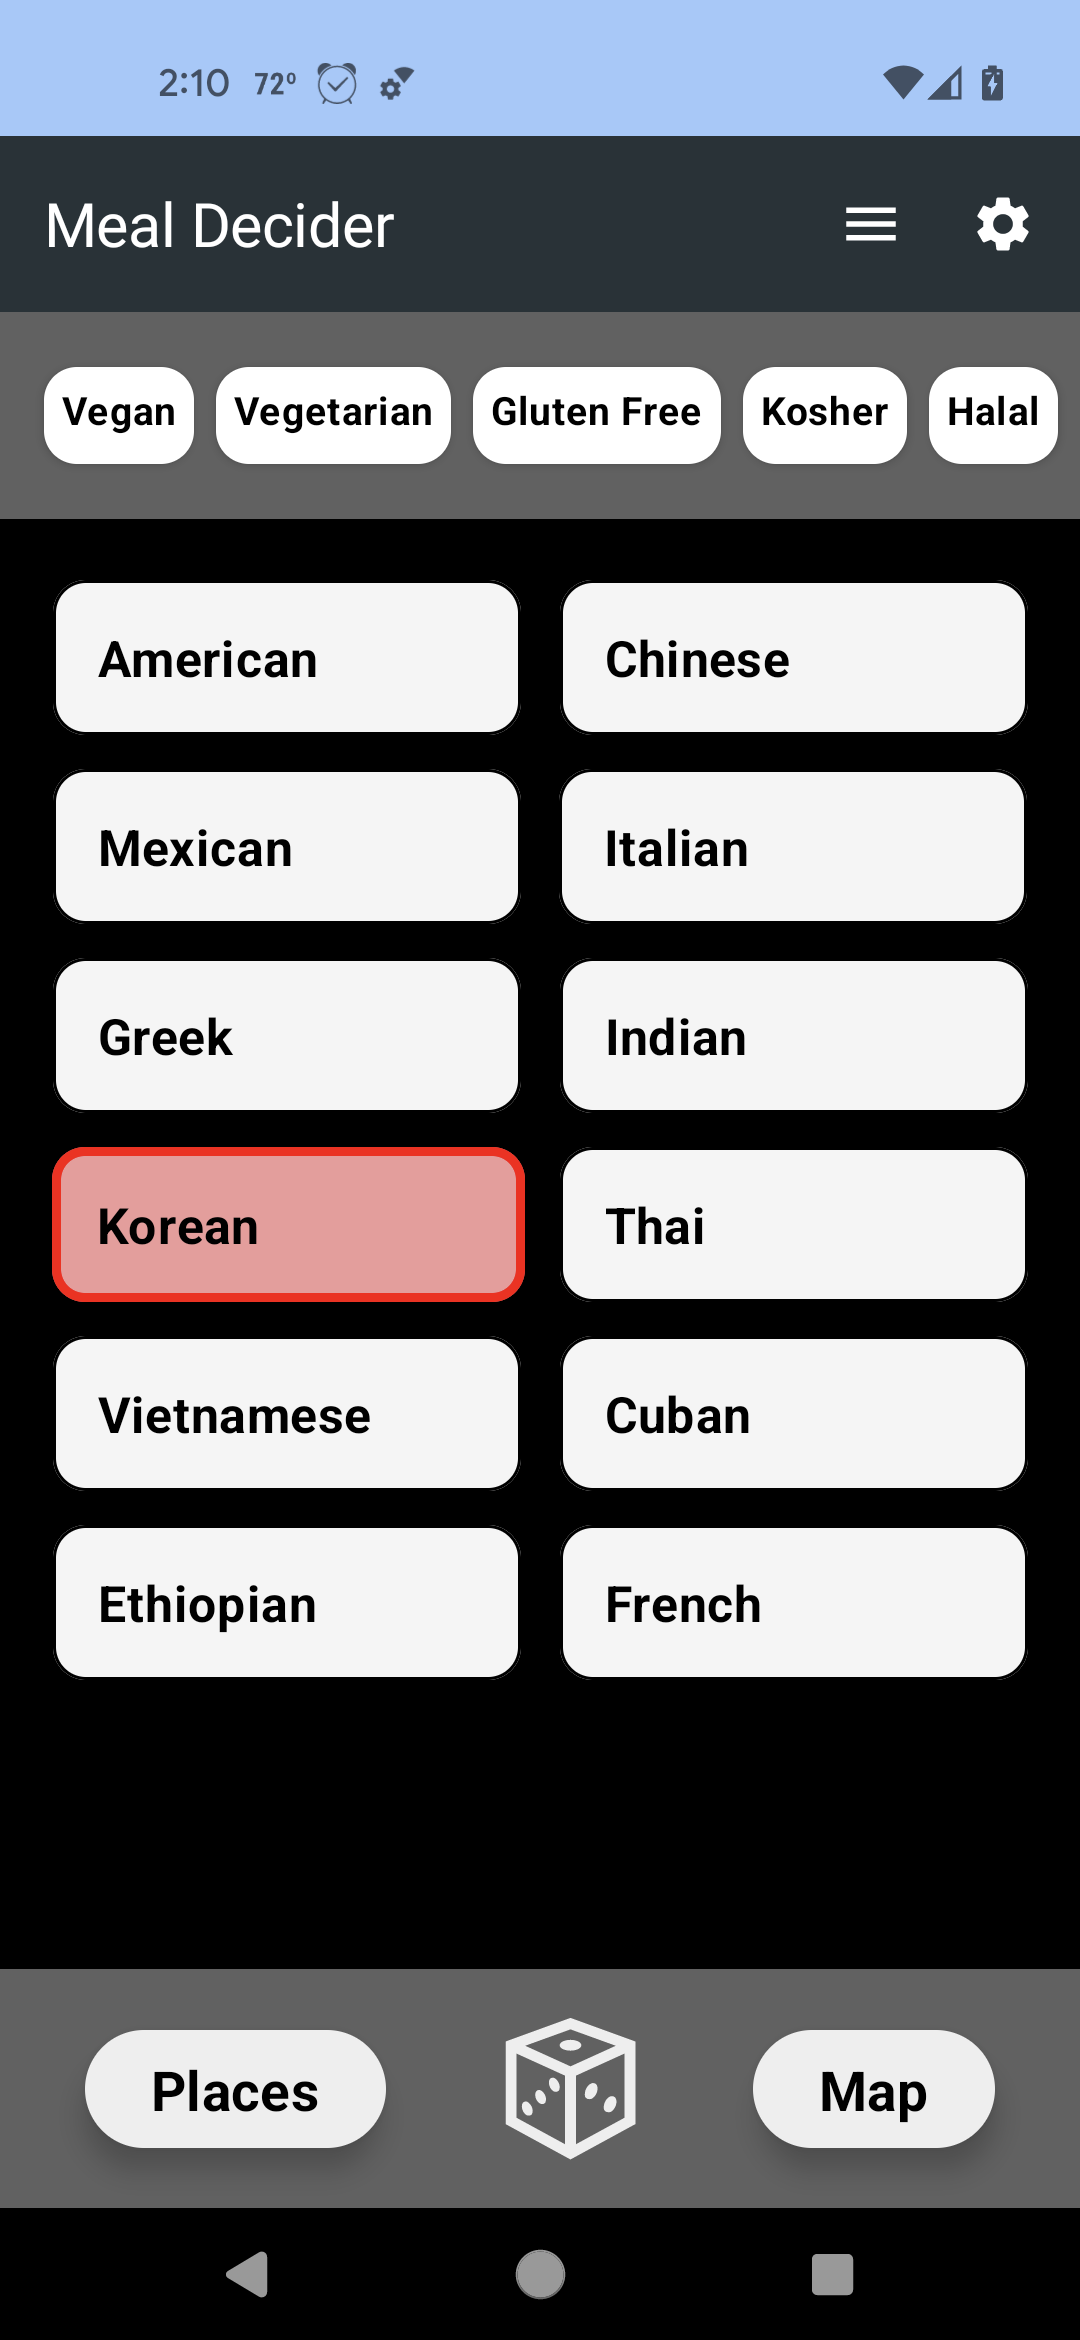 2:10 72°
Meal Decider
Vegan Vegetarian Gluten Free Kosher Halal
American Chinese
Mexican Italian
Greek Indian
Korean Thai
Vietnamese Cuban
Ethiopian French
Places Map